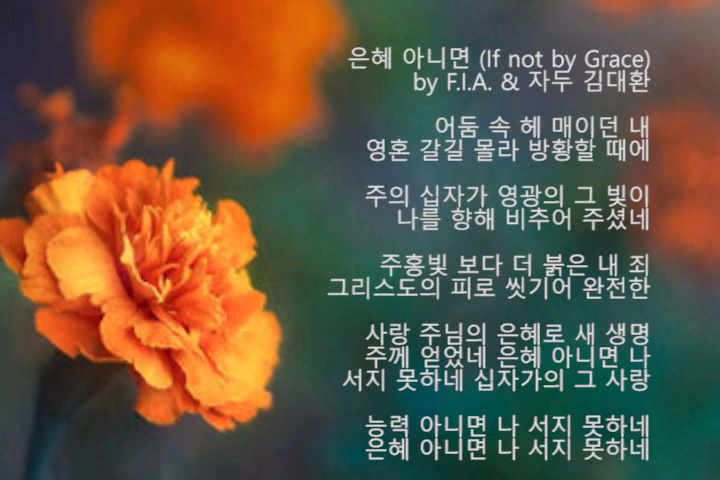 은혜 아니면 (If not by Grace)
by F.I.A. & 자두 김대환
어둠 속 헤 매이던 내
영혼 갈길 몰라 방황할 때에
주의 십자가 영광의 그 빛이
나를 향해 비추어 주셨네
주홍빛 보다 더 붉은 내 죄
그리스도의 피로 씻기어 완전한
사랑 주님의 은혜로 새 생명
주께 얻었네 은혜 아니면 나
서지 못하네 십자가의 그 사랑
능력 아니면 나 서지 못하네
은혜 아니면 나 서지 못하네